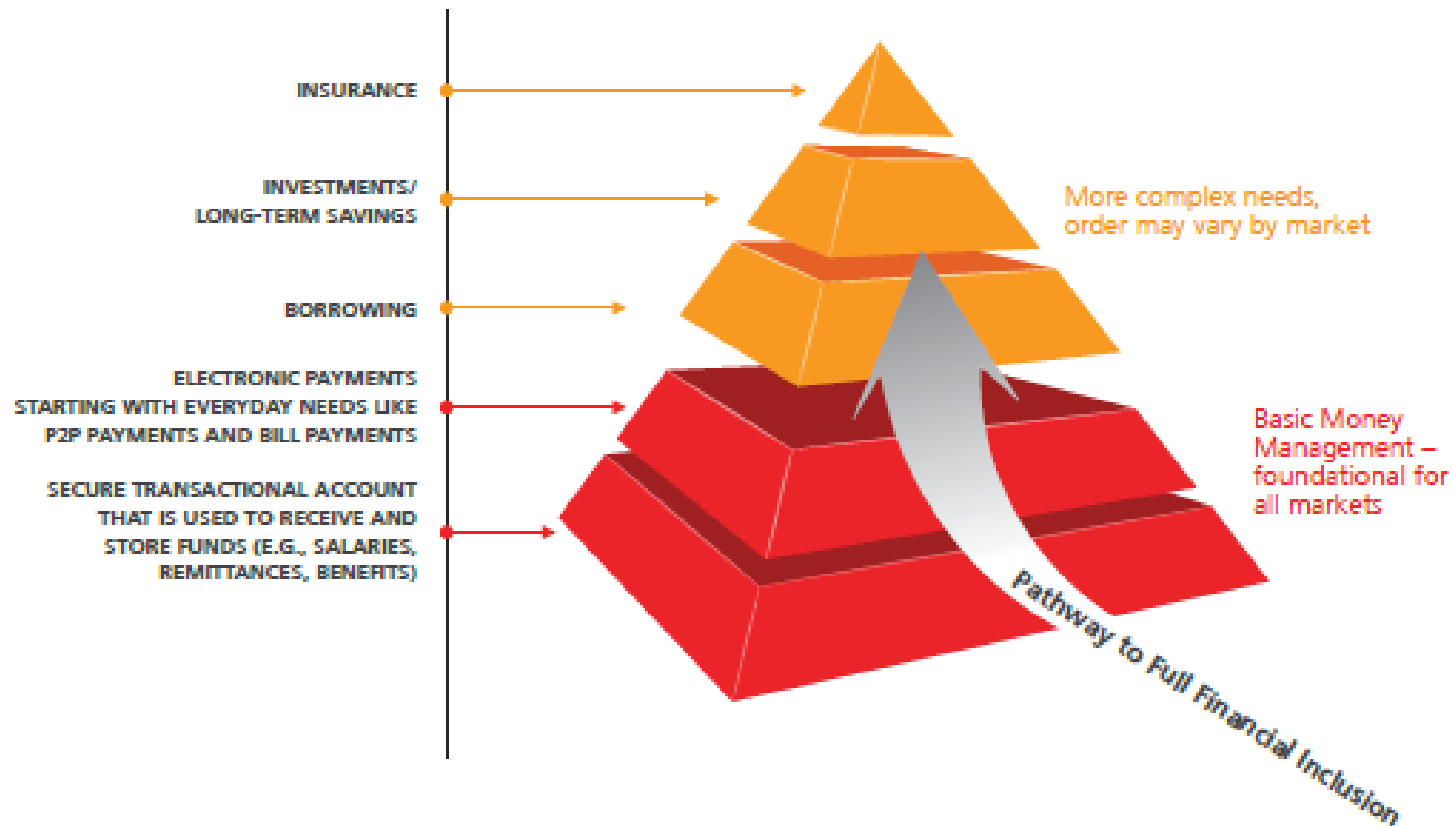 INSURANCE
INVESTMENTS/
LONG-TERM SAVINGS
More complex needs,
order may vary by market
BORROWING
ELECTRONIC PAYMENTS
STARTING WITH EVERYDAY NEEDS LIKE
P2P PAYMENTS AND BILL PAYMENTS
Basic Money
Management –
foundational for
all markets
SECURE TRANSACTIONAL ACCOUNT
THAT IS USED TO RECEIVE AND
STORE FUNDS (E.G., SALARIES,
REMITTANCES, BENEFITS)
Pathway to Full Financial Inclusion